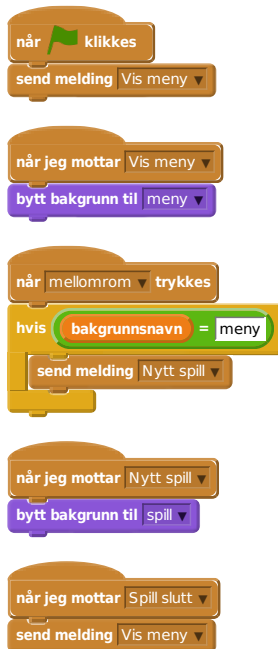 når klikkes
send melding Vis meny
når jeg mottar Vis meny
bytt bakgrunn til meny
når mellomrom trykkes
hvis bakgrunnsnavn = meny
send melding Nytt spill
når jeg mottar Nytt spill
bytt bakgrunn til spill
når jeg mottar Spill slutt
send melding Vis meny